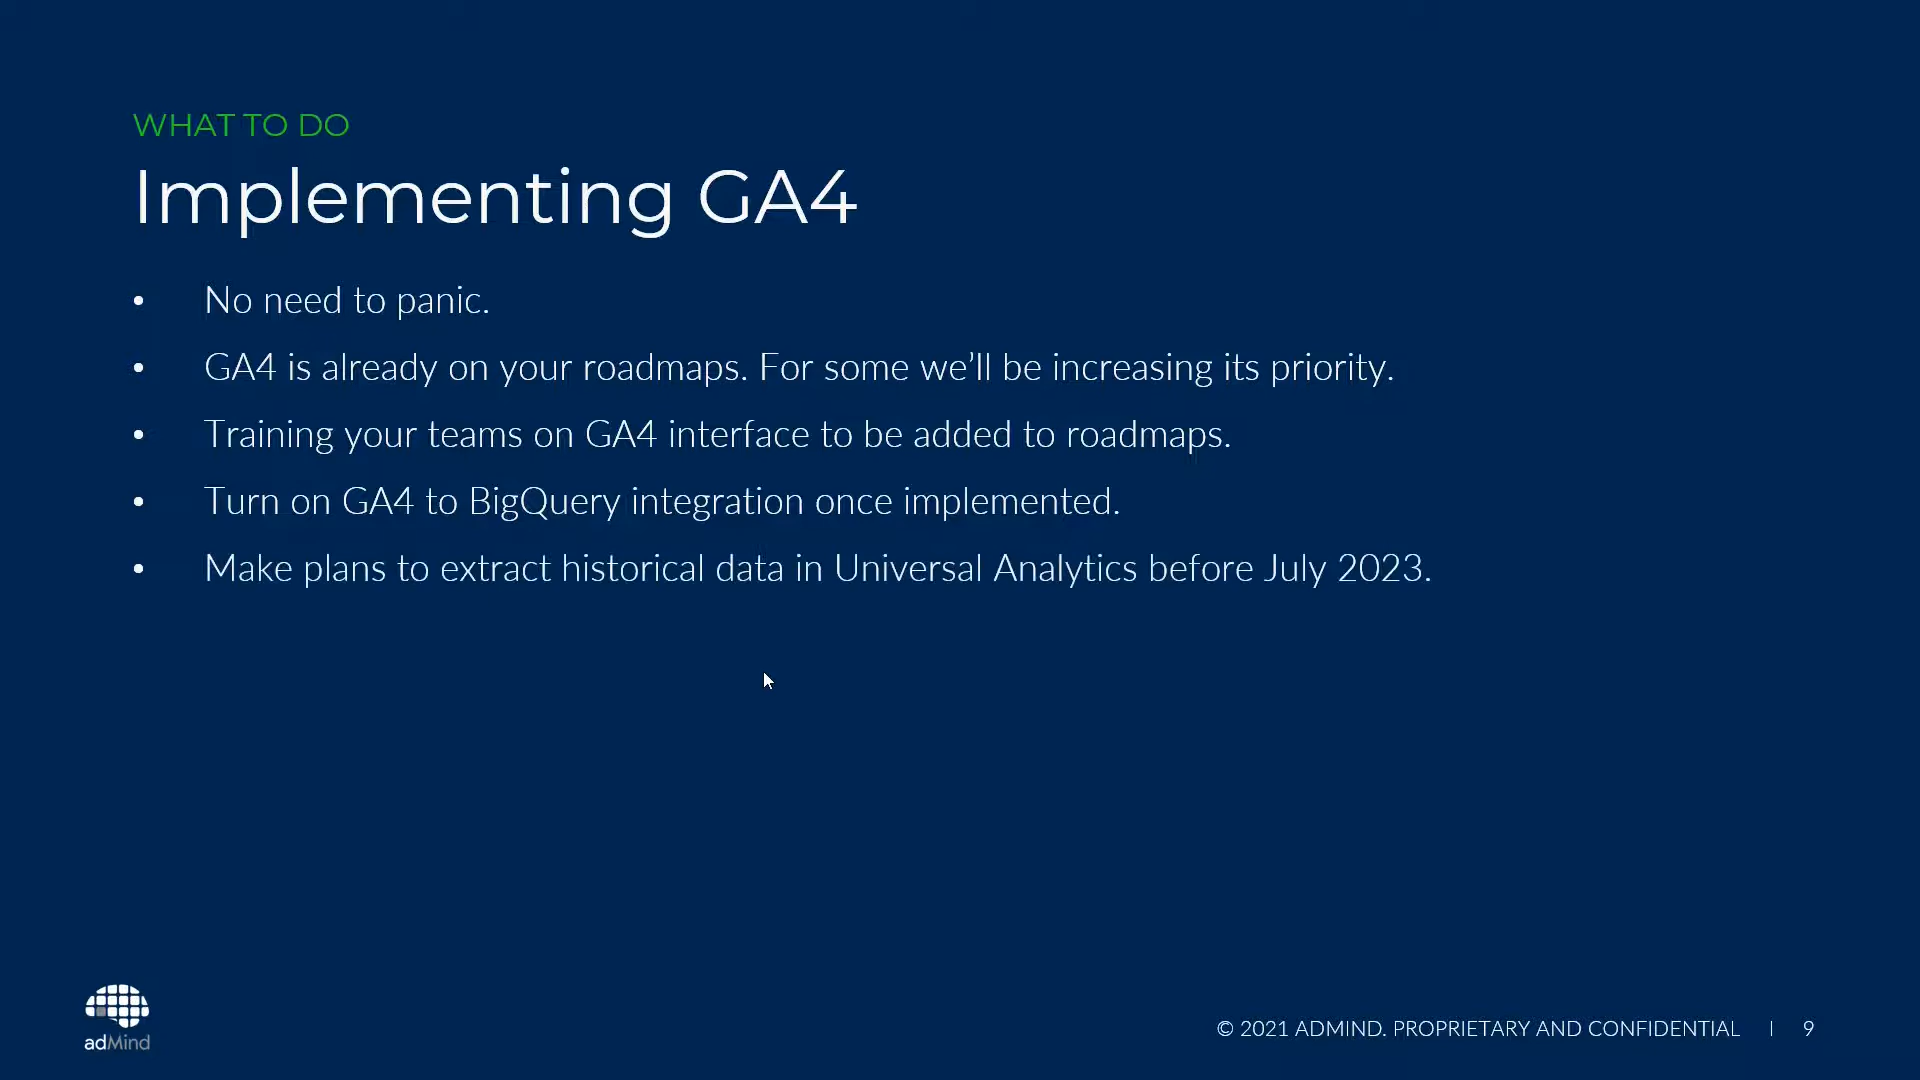 WHAT TO DO
Implementing GA4
• No need to panic.
• GA4 is already on your roadmaps. For some we’ll be increasing its priority.
• Training your teams on GA4 interface to be added to roadmaps.
• Turn on GA4 to BigQuery integration once implemented.
• Make plans to extract historical data in Universal Analytics before July 2023.
adMind
© 2021 ADMIND. PROPRIETARY AND CONFIDENTIAL | 9